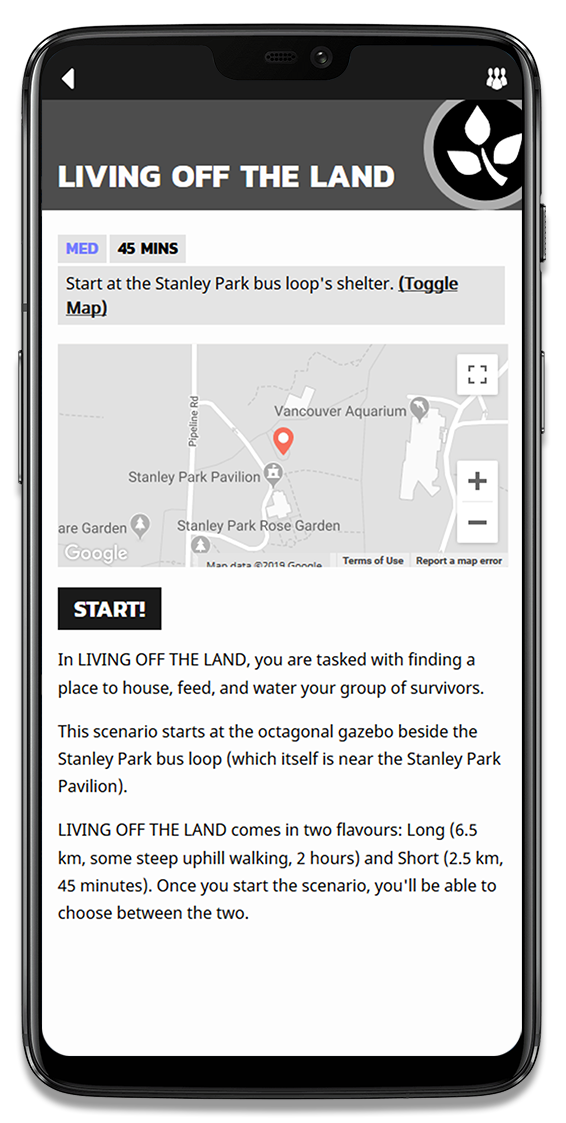 LIVING OFF THE LAND
MED 45 MINS
Start at the Stanley Park bus loop's shelter. (Toggle
Map)
Pipeline Rd
Vancouver Aquarium
Stanley Park Pavilion
are Garden
Stanley Park Rose Garden
Google
Map data ©2019 Google
Terms of Use
Report a map error
START!
In LIVING OFF THE LAND, you are tasked with finding a
place to house, feed, and water your group of survivors.
This scenario starts at the octagonal gazebo beside the
Stanley Park bus loop (which itself is near the Stanley Park
Pavilion).
LIVING OFF THE LAND comes in two flavours: Long (6.5
km, some steep uphill walking, 2 hours) and Short (2.5 km,
45 minutes). Once you start the scenario, you'll be able to
choose between the two.